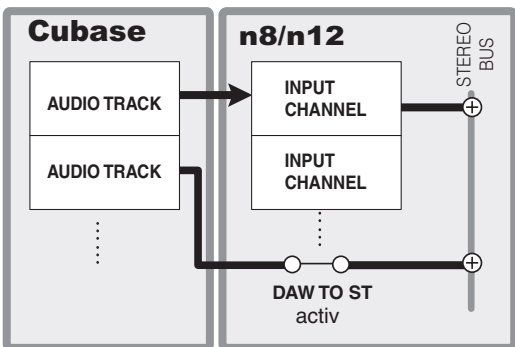 Cubase
AUDIO TRACK
AUDIO TRACK
n8/n12
INPUT
CHANNEL
INPUT
CHANNEL
STEREO
BUS
DAW TO ST
activ